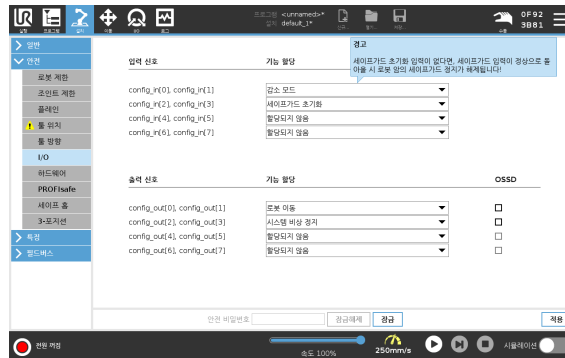 UR
실행
프로그램
설치
이동
I/O
로그
프로그램 <unnamed>*
설치 default_1*
신규...
열기...
저장...
수동
0F92
3B81
일반
안전
로봇 제한
조인트 제한
플레인
툴 위치
툴 방향
I/O
하드웨어
PROFIsafe
세이프 홈
3-포지션
특징
필드버스
경고
세이프가드 초기화 입력이 없다면, 세이프가드 입력이 정상으로 돌
아올 시 로봇 암의 세이프가드 정지가 해제됩니다!
입력 신호 기능 할당
config_in[0], config_in[1] 감소 모드
config_in[2], config_in[3] 세이프가드 초기화
config_in[4], config_in[5] 할당되지 않음
config_in[6], config_in[7] 할당되지 않음
출력 신호 기능 할당 OSSD
config_out[0], config_out[1] 로봇 이동
config_out[2], config_out[3] 시스템 비상 정지
config_out[4], config_out[5] 할당되지 않음
config_out[6], config_out[7] 할당되지 않음
안전 비밀번호 잠금해제 잠금 적용
전원 꺼짐
속도 100%
250mm/s
시뮬레이션